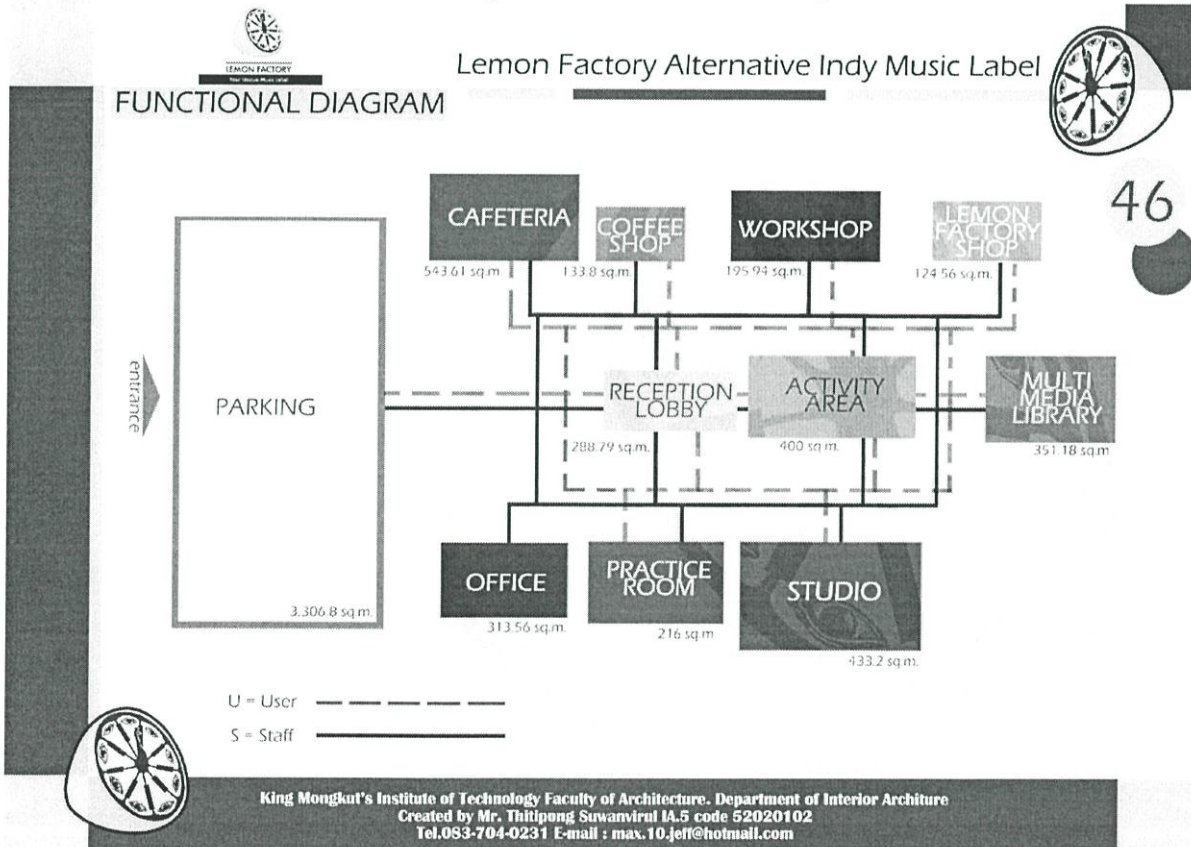 LEMON FACTORY
Your Unique Music Label
Lemon Factory Alternative Indy Music Label
FUNCTIONAL DIAGRAM
46
CAFETERIA
543.61 sq.m.
COFFEE
SHOP
133.8 sq.m.
WORKSHOP
195.94 sq.m.
LEMON
FACTORY
SHOP
124.56 sq.m.
entrance
PARKING
3,306.8 sq.m.
RECEPTION
LOBBY
288.79 sq.m.
ACTIVITY
AREA
400 sq.m.
MULTI
MEDIA
LIBRARY
351.18 sq.m
OFFICE
313.56 sq.m.
PRACTICE
ROOM
216 sq.m
STUDIO
433.2 sq.m.
U = User
S = Staff
King Mongkut's Institute of Technology Faculty of Architecture. Department of Interior Architure
Created by Mr. Thitipong Suwanvirul IA.5 code 52020102
Tel.083-704-0231 E-mail : max.10.jeff@hotmail.com